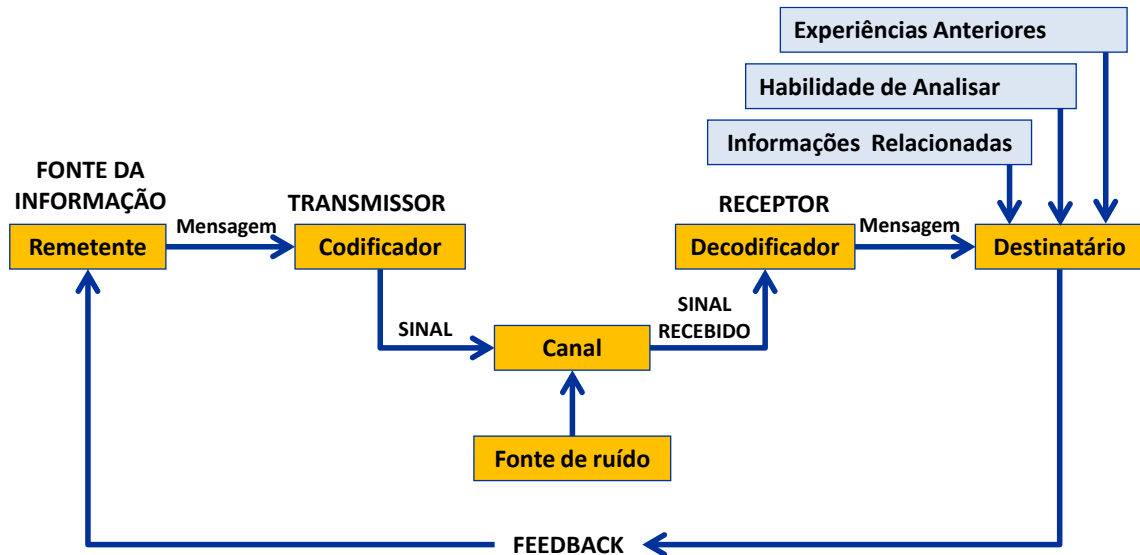 Experiências Anteriores
Habilidade de Analisar
Informações Relacionadas
FONTE DA
INFORMAÇÃO
TRANSMISSOR
RECEPTOR
Remetente
Mensagem
Codificador
Decodificador
Mensagem
Destinatário
SINAL
Canal
SINAL
RECEBIDO
Fonte de ruído
FEEDBACK